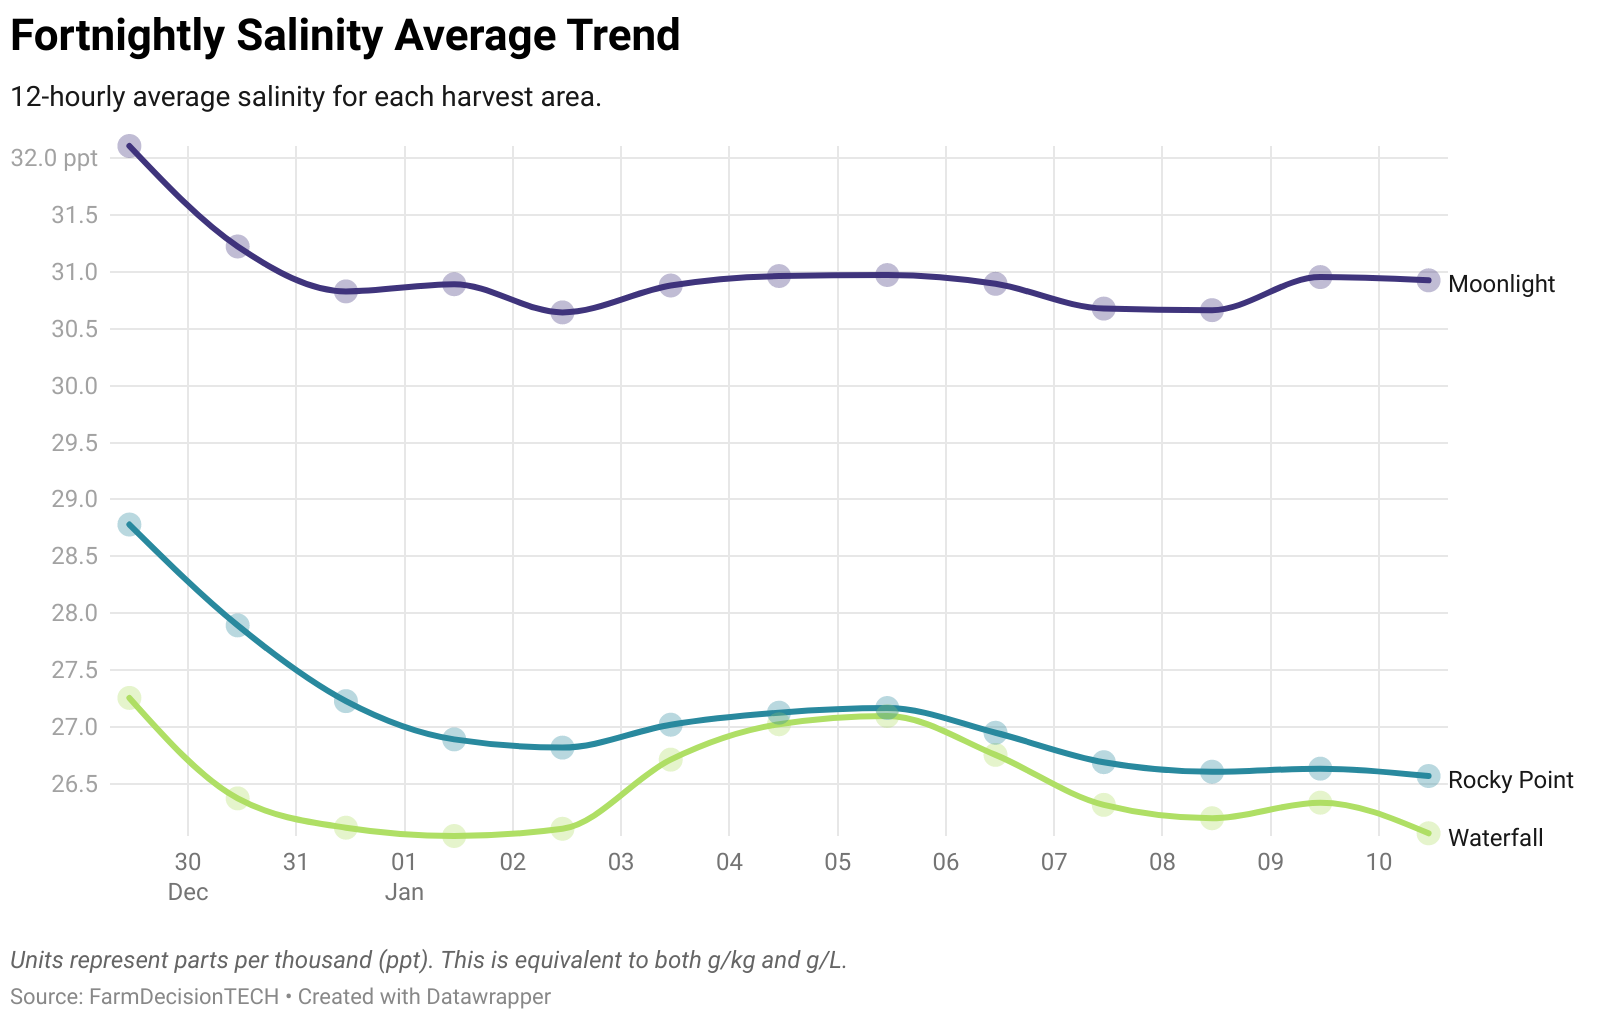 Fortnightly Salinity Average Trend
12-hourly average salinity for each harvest area.
32.0 ppt
31.5
31.0
30.5
30.0
29.5
29.0
28.5
28.0
27.5
27.0
26.5
Moonlight
Rocky Point
Waterfall
30 31 01 02 03 04 05 06 07 08 09 10
Dec Jan
Units represent parts per thousand (ppt). This is equivalent to both g/kg and g/L.
Source: FarmDecisionTECH • Created with Datawrapper